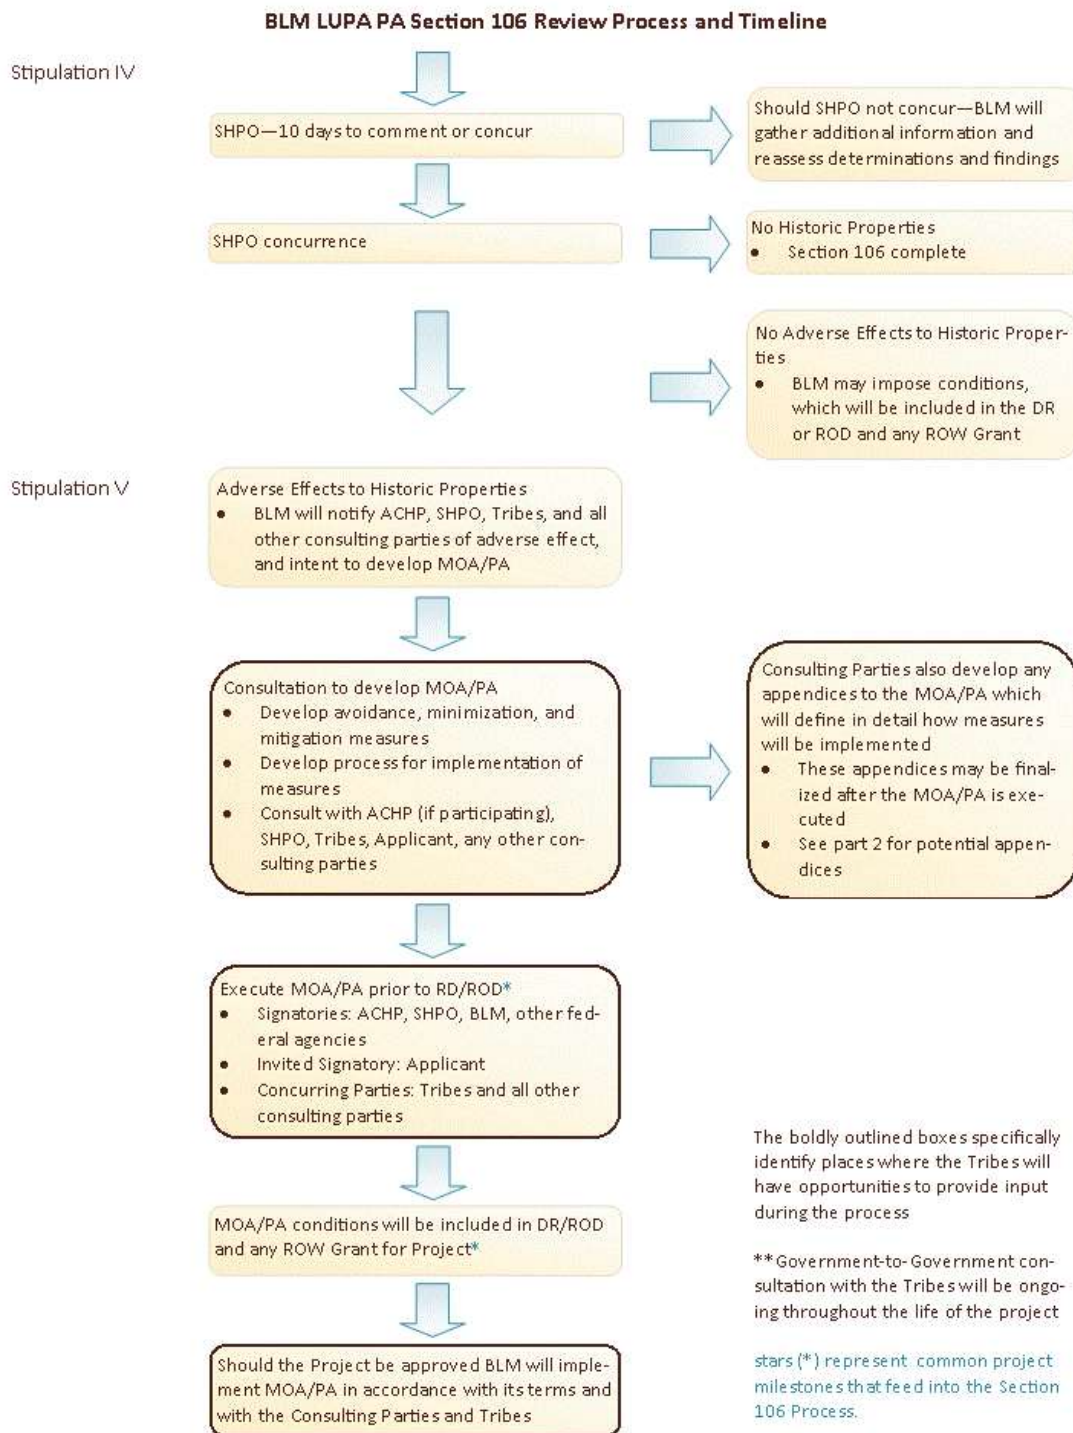 BLM LUPA PA Section 106 Review Process and Timeline
Stipulation IV
SHPO—10 days to comment or concur
Should SHPO not concur—BLM will
gather additional information and
reassess determinations and findings
SHPO concurrence
No Historic Properties
• Section 106 complete
No Adverse Effects to Historic Proper-
ties
• BLM may impose conditions,
which will be included in the DR
or ROD and any ROW Grant
Stipulation V
Adverse Effects to Historic Properties
• BLM will notify ACHP, SHPO, Tribes, and all
other consulting parties of adverse effect,
and intent to develop MOA/PA
Consultation to develop MOA/PA
• Develop avoidance, minimization, and
mitigation measures
• Develop process for implementation of
measures
• Consult with ACHP (if participating),
SHPO, Tribes, Applicant, any other con-
sulting parties
Consulting Parties also develop any
appendices to the MOA/PA which
will define in detail how measures
will be implemented
• These appendices may be final-
ized after the MOA/PA is exe-
cuted
• See part 2 for potential appen-
dices
Execute MOA/PA prior to RD/ROD*
• Signatories: ACHP, SHPO, BLM, other fed-
eral agencies
• Invited Signatory: Applicant
• Concurring Parties: Tribes and all other
consulting parties
MOA/PA conditions will be included in DR/ROD
and any ROW Grant for Project*
Should the Project be approved BLM will imple-
ment MOA/PA in accordance with its terms and
with the Consulting Parties and Tribes
The boldly outlined boxes specifically
identify places where the Tribes will
have opportunities to provide input
during the process
**Government-to-Government con-
sultation with the Tribes will be ongo-
ing throughout the life of the project
stars (*) represent common project
milestones that feed into the Section
106 Process.